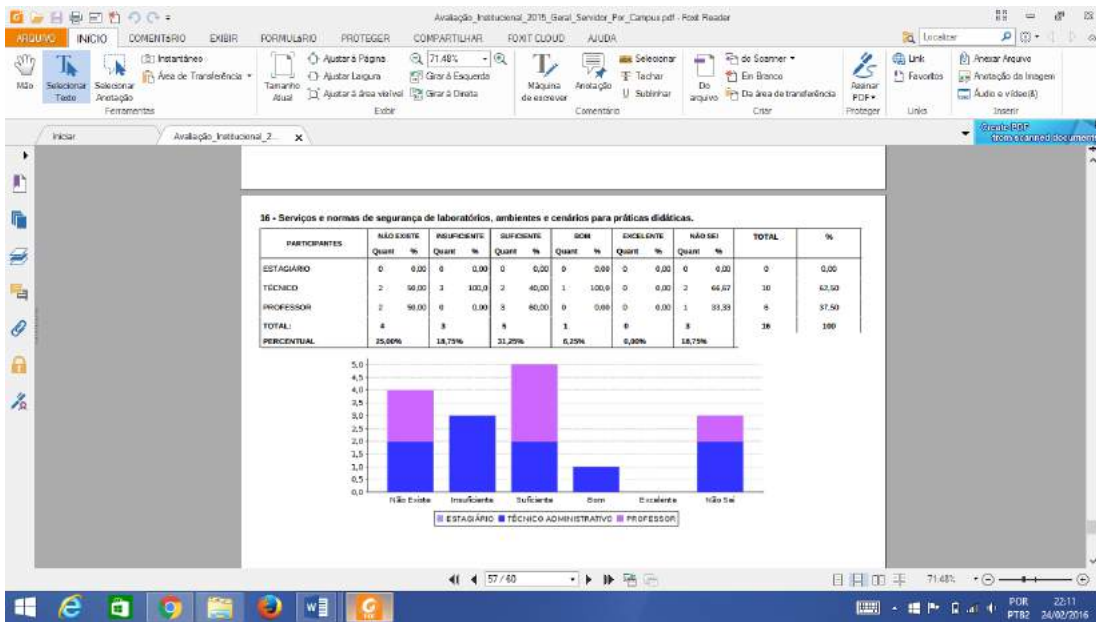 Avaliação_Institucional_2015_Geral_Servidor_Por_Campus.pdf - Foxit Reader
ARQUIVO INÍCIO COMENTÁRIO EXIBIR FORMULÁRIO PROTEGER COMPARTILHAR FOXIT CLOUD AJUDA Localizar
Mão
Selecionar Texto
Selecionar Anotação
Instantâneo
Área de Transferência
Ferramentas
Tamanho Atual
Ajustar à Página
Ajustar Largura
Ajustar à área visível
71.48%
Girar à Esquerda
Girar à Direita
Exibir
Máquina de escrever
Anotação
Selecionar
Tachar
Sublinhar
Comentário
Do arquivo
do Scanner
Em Branco
Da área de transferência
Criar
Assinar PDF
Proteger
Link
Favoritos
Links
Anexar Arquivo
Anotação da Imagem
Áudio e vídeo(&)
Inserir
Iniciar Avaliação_Institucional_2... x
Create PDF
from scanned document
16 - Serviços e normas de segurança de laboratórios, ambientes e cenários para práticas didáticas.
PARTICIPANTES NÃO EXISTE INSUFICIENTE SUFICIENTE BOM EXCELENTE NÃO SEI TOTAL %
Quant % Quant % Quant % Quant % Quant % Quant %
ESTAGIÁRIO 0 0,00 0 0,00 0 0,00 0 0,00 0 0,00 0 0,00 0 0,00
TÉCNICO 2 50,00 3 100,0 2 40,00 1 100,0 0 0,00 2 66,67 10 62,50
PROFESSOR 2 50,00 0 0,00 3 60,00 0 0,00 0 0,00 1 33,33 6 37,50
TOTAL: 4 3 5 1 0 3 16 100
PERCENTUAL 25,00% 18,75% 31,25% 6,25% 0,00% 18,75%
5,0
4,5
4,0
3,5
3,0
2,5
2,0
1,5
1,0
0,5
0,0
Não Existe Insuficiente Suficiente Bom Excelente Não Sei
ESTAGIÁRIO TÉCNICO ADMINISTRATIVO PROFESSOR
57 / 60
71.48%
POR 22:11
PTB2 24/02/2016